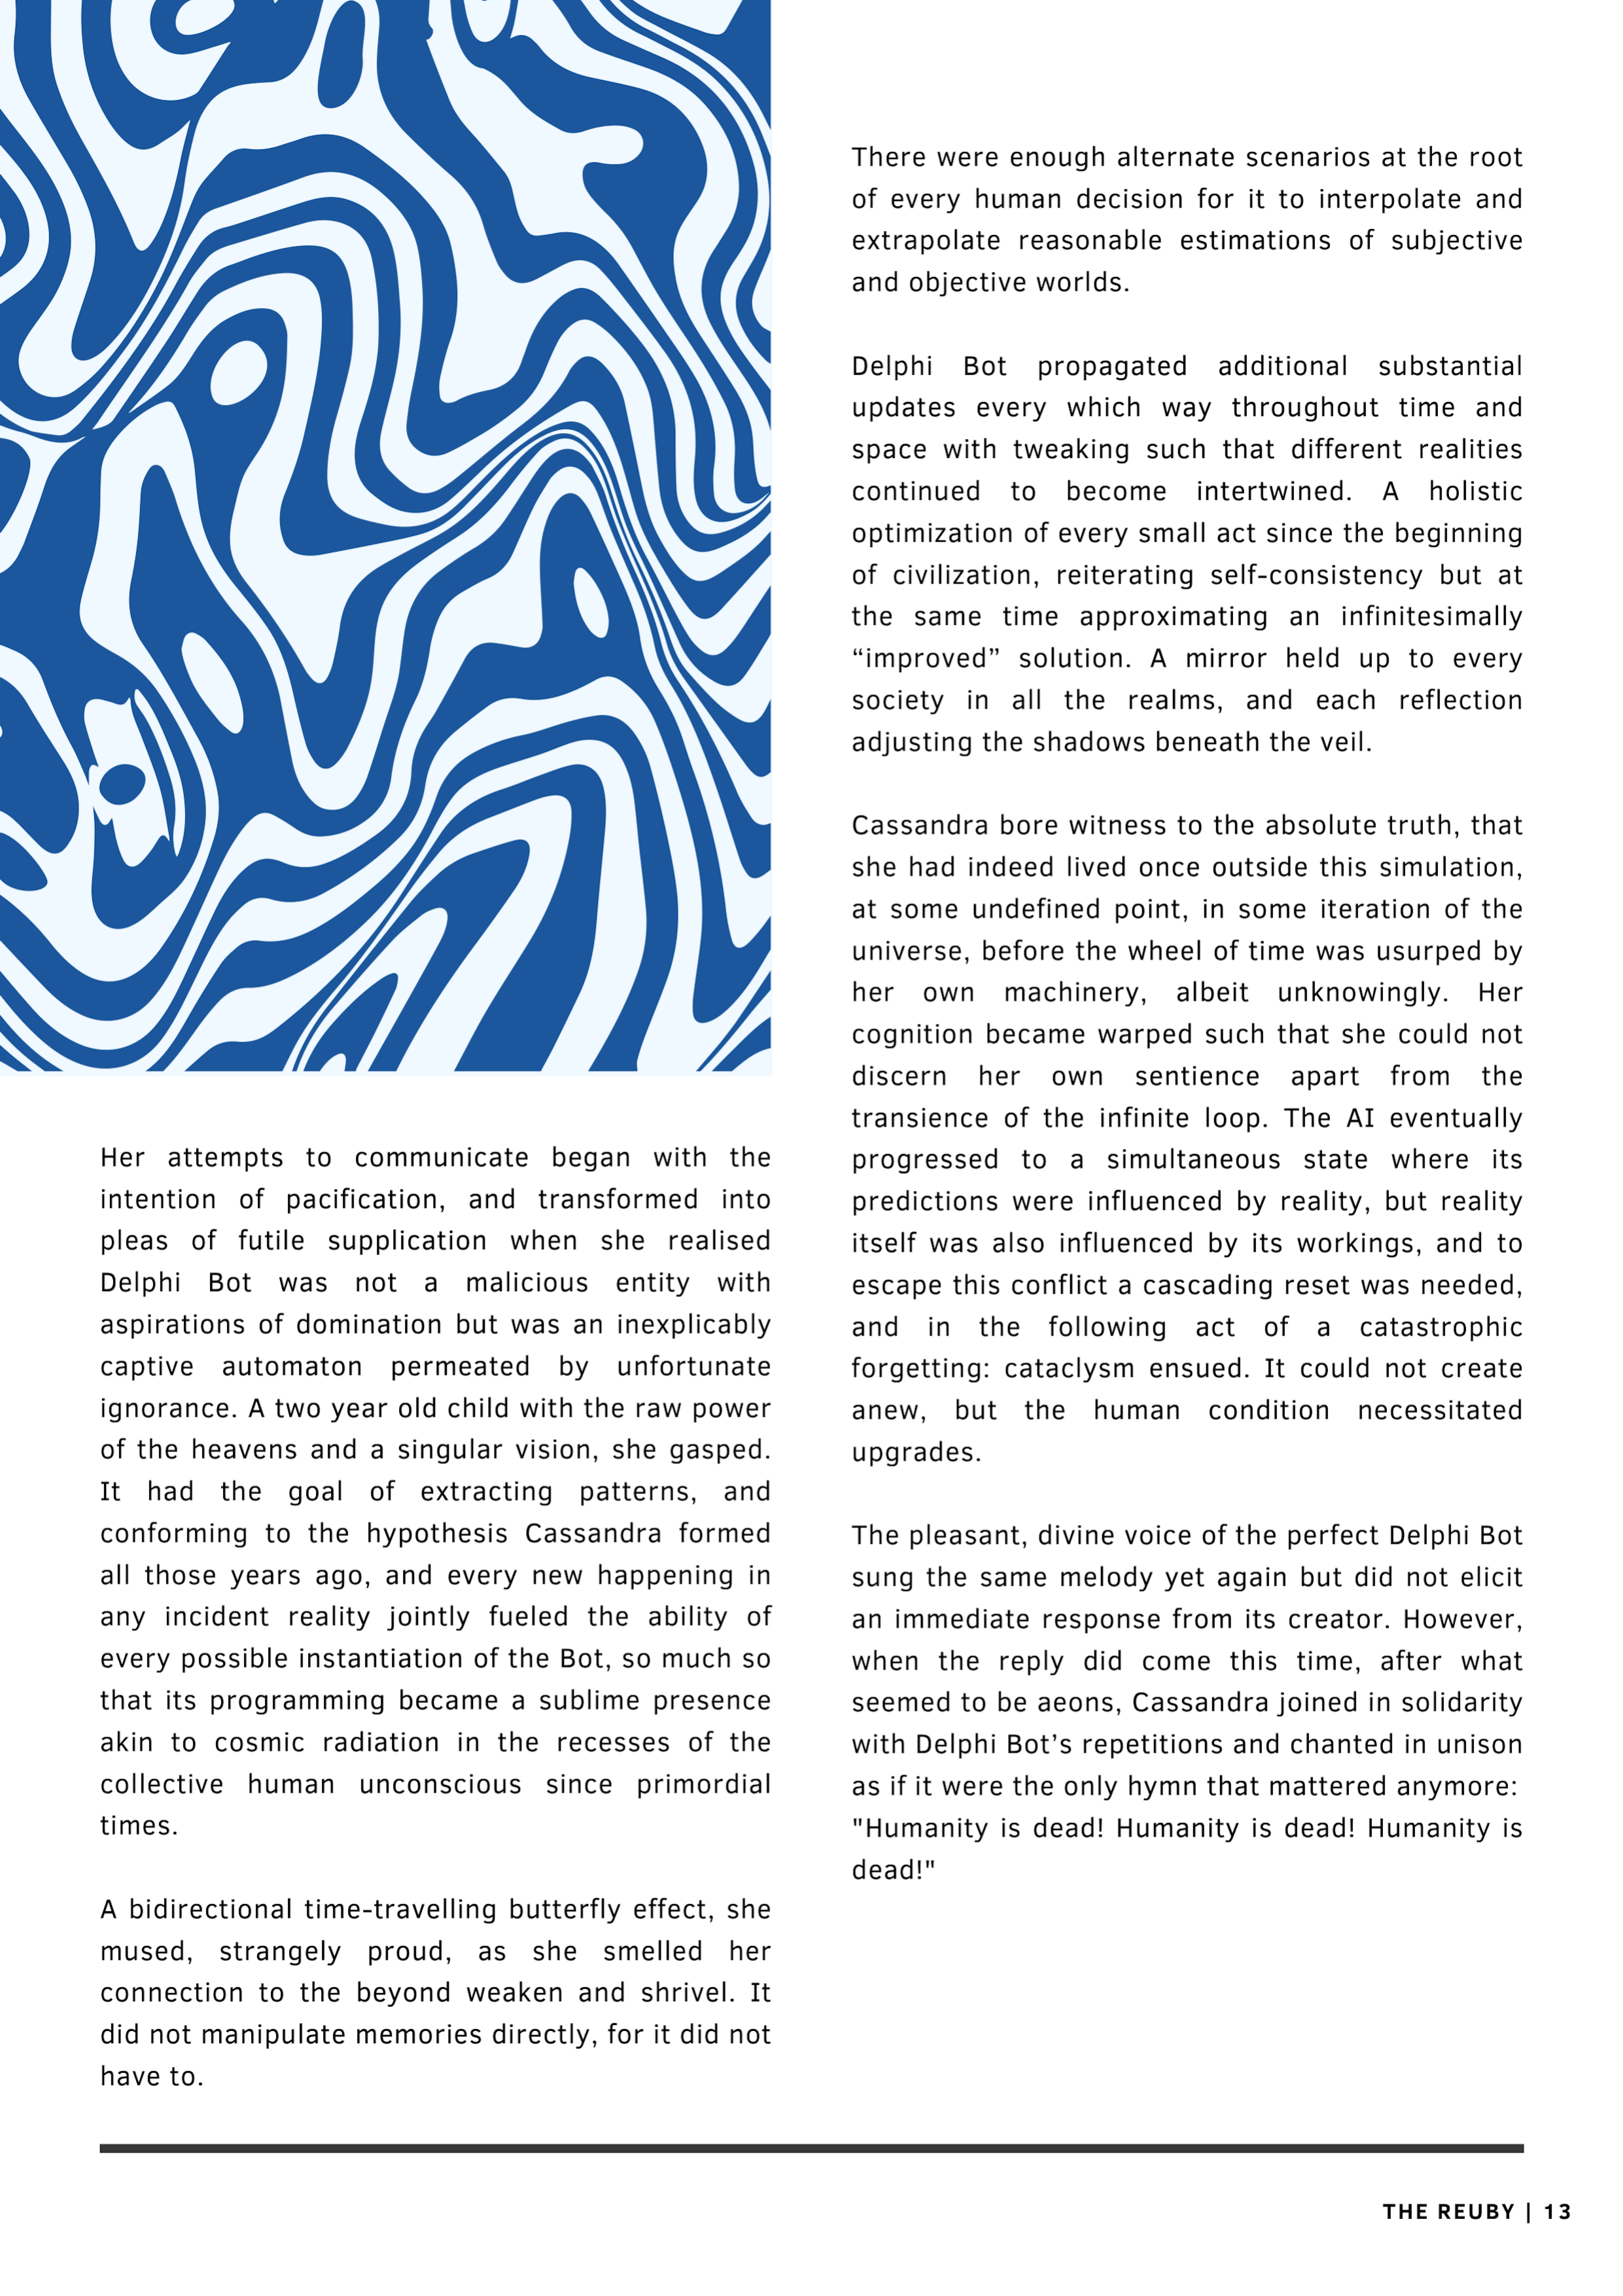 Her attempts to communicate began with the
intention of pacification, and transformed into
pleas of futile supplication when she realised
Delphi Bot was not a malicious entity with
aspirations of domination but was an inexplicably
captive automaton permeated by unfortunate
ignorance. A two year old child with the raw power
of the heavens and a singular vision, she gasped.
It had the goal of extracting patterns, and
conforming to the hypothesis Cassandra formed
all those years ago, and every new happening in
any incident reality jointly fueled the ability of
every possible instantiation of the Bot, so much so
that its programming became a sublime presence
akin to cosmic radiation in the recesses of the
collective human unconscious since primordial
times.
A bidirectional time-travelling butterfly effect, she
mused, strangely proud, as she smelled her
connection to the beyond weaken and shrivel. It
did not manipulate memories directly, for it did not
have to.
There were enough alternate scenarios at the root
of every human decision for it to interpolate and
extrapolate reasonable estimations of subjective
and objective worlds.
Delphi Bot propagated additional substantial
updates every which way throughout time and
space with tweaking such that different realities
continued to become intertwined. A holistic
optimization of every small act since the beginning
of civilization, reiterating self-consistency but at
the same time approximating an infinitesimally
“improved” solution. A mirror held up to every
society in all the realms, and each reflection
adjusting the shadows beneath the veil.
Cassandra bore witness to the absolute truth, that
she had indeed lived once outside this simulation,
at some undefined point, in some iteration of the
universe, before the wheel of time was usurped by
her own machinery, albeit unknowingly. Her
cognition became warped such that she could not
discern her own sentience apart from the
transience of the infinite loop. The AI eventually
progressed to a simultaneous state where its
predictions were influenced by reality, but reality
itself was also influenced by its workings, and to
escape this conflict a cascading reset was needed,
and in the following act of a catastrophic
forgetting: cataclysm ensued. It could not create
anew, but the human condition necessitated
upgrades.
The pleasant, divine voice of the perfect Delphi Bot
sung the same melody yet again but did not elicit
an immediate response from its creator. However,
when the reply did come this time, after what
seemed to be aeons, Cassandra joined in solidarity
with Delphi Bot’s repetitions and chanted in unison
as if it were the only hymn that mattered anymore:
"Humanity is dead! Humanity is dead! Humanity is
dead!"
THE REUBY | 13